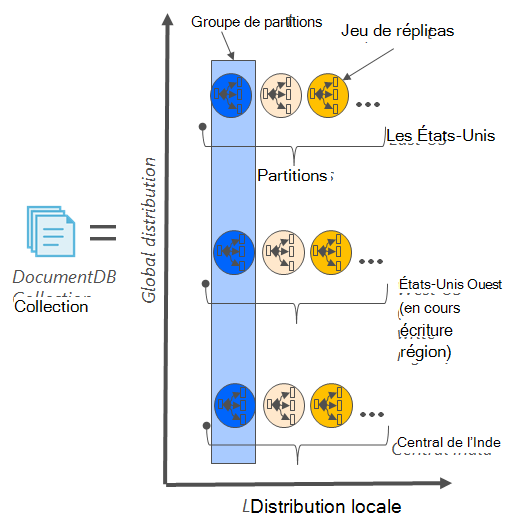 Groupe de partitions
Jeu de réplicas
Les États-Unis
Partitions
Global distribution
DocumentDB
Collection
États-Unis Ouest
(en cours
écriture
région)
Central de l'Inde
Distribution locale